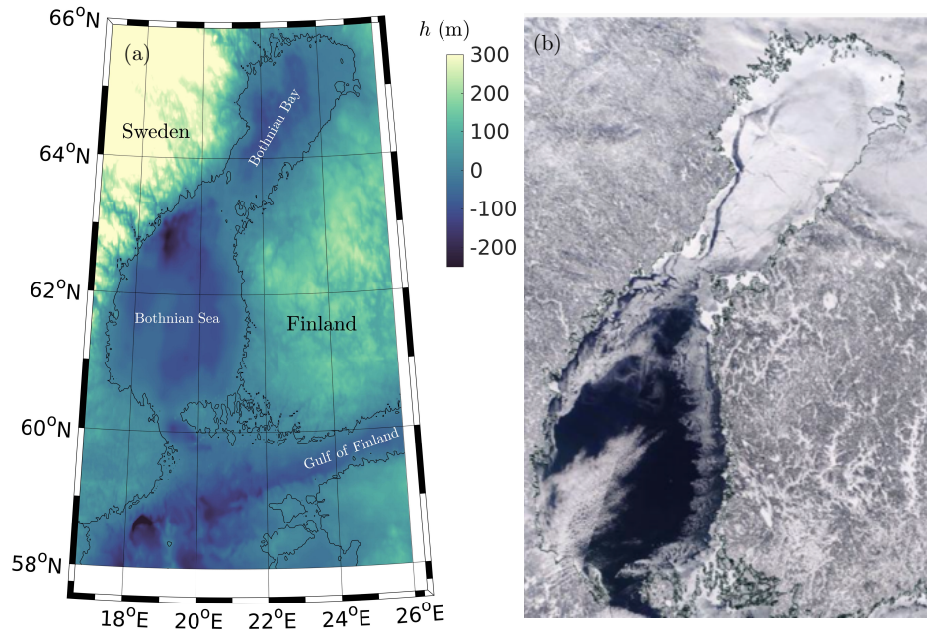 66°N
64°N
62°N
60°N
58°N
18°E
20°E
22°E
24°E
26°E
(a)
Sweden
Bothnian Bay
Bothnian Sea
Finland
Gulf of Finland
h (m)
300
200
100
0
-100
-200
(b)